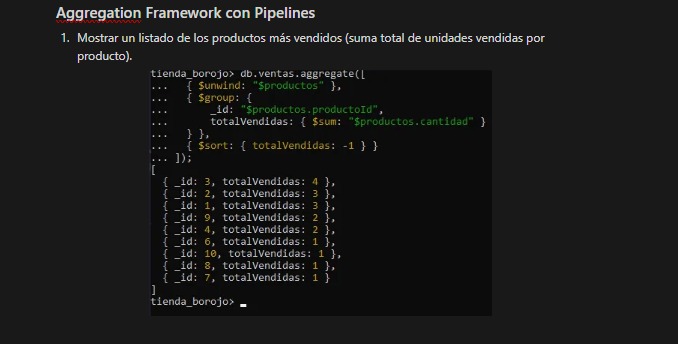 Aggregation Framework con Pipelines
1. Mostrar un listado de los productos más vendidos (suma total de unidades vendidas por
producto).
tienda_borojo> db.ventas.aggregate([
... { $unwind: "$productos" },
... { $group: {
... _id: "$productos.productoId",
... totalVendidas: { $sum: "$productos.cantidad" }
... } },
... { $sort: { totalVendidas: -1 } }
... ]);
[
{ _id: 3, totalVendidas: 4 },
{ _id: 2, totalVendidas: 3 },
{ _id: 1, totalVendidas: 3 },
{ _id: 9, totalVendidas: 2 },
{ _id: 4, totalVendidas: 2 },
{ _id: 6, totalVendidas: 1 },
{ _id: 10, totalVendidas: 1 },
{ _id: 8, totalVendidas: 1 },
{ _id: 7, totalVendidas: 1 }
]
tienda_borojo>